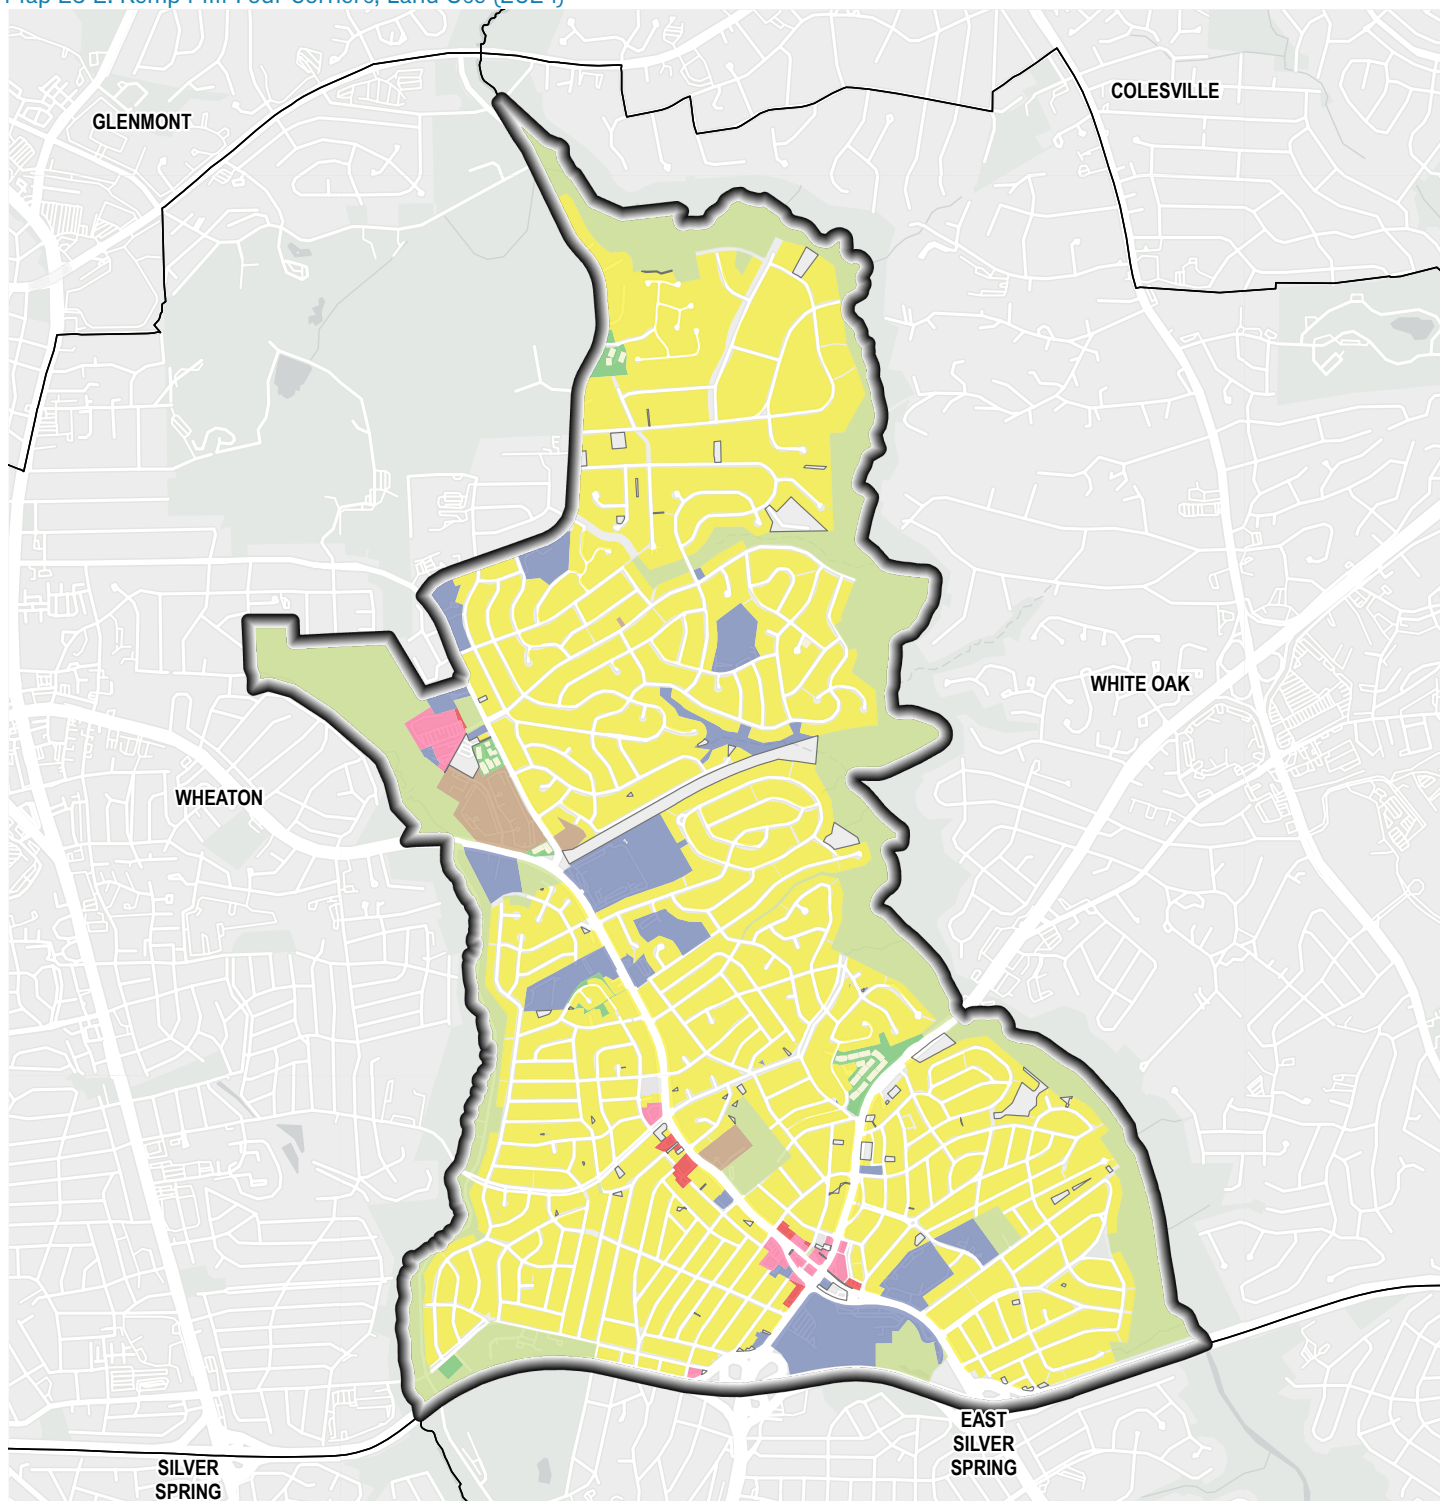 COLESVILLE
GLENMONT
WHITE OAK
WHEATON
EAST
SILVER
SPRING
SILVER
SPRING